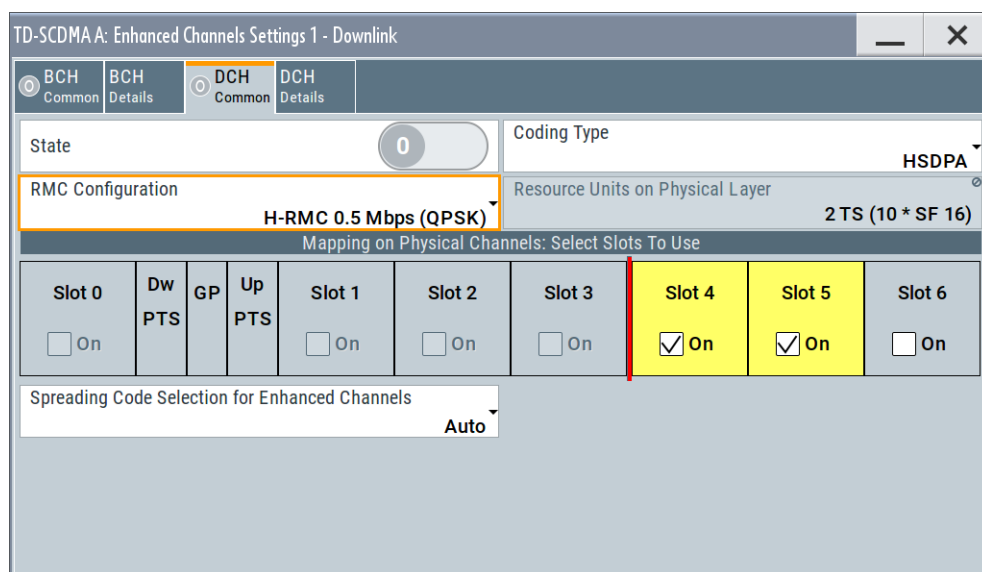 TD-SCDMA A: Enhanced Channels Settings 1 - Downlink
BCH Common
BCH Details
DCH Common
DCH Details
State
0
Coding Type
HSDPA
RMC Configuration
H-RMC 0.5 Mbps (QPSK)
Resource Units on Physical Layer
2 TS (10 * SF 16)
Mapping on Physical Channels: Select Slots To Use
Slot 0
On
Dw
PTS
GP
Up
PTS
Slot 1
On
Slot 2
On
Slot 3
On
Slot 4
On
Slot 5
On
Slot 6
On
Spreading Code Selection for Enhanced Channels
Auto